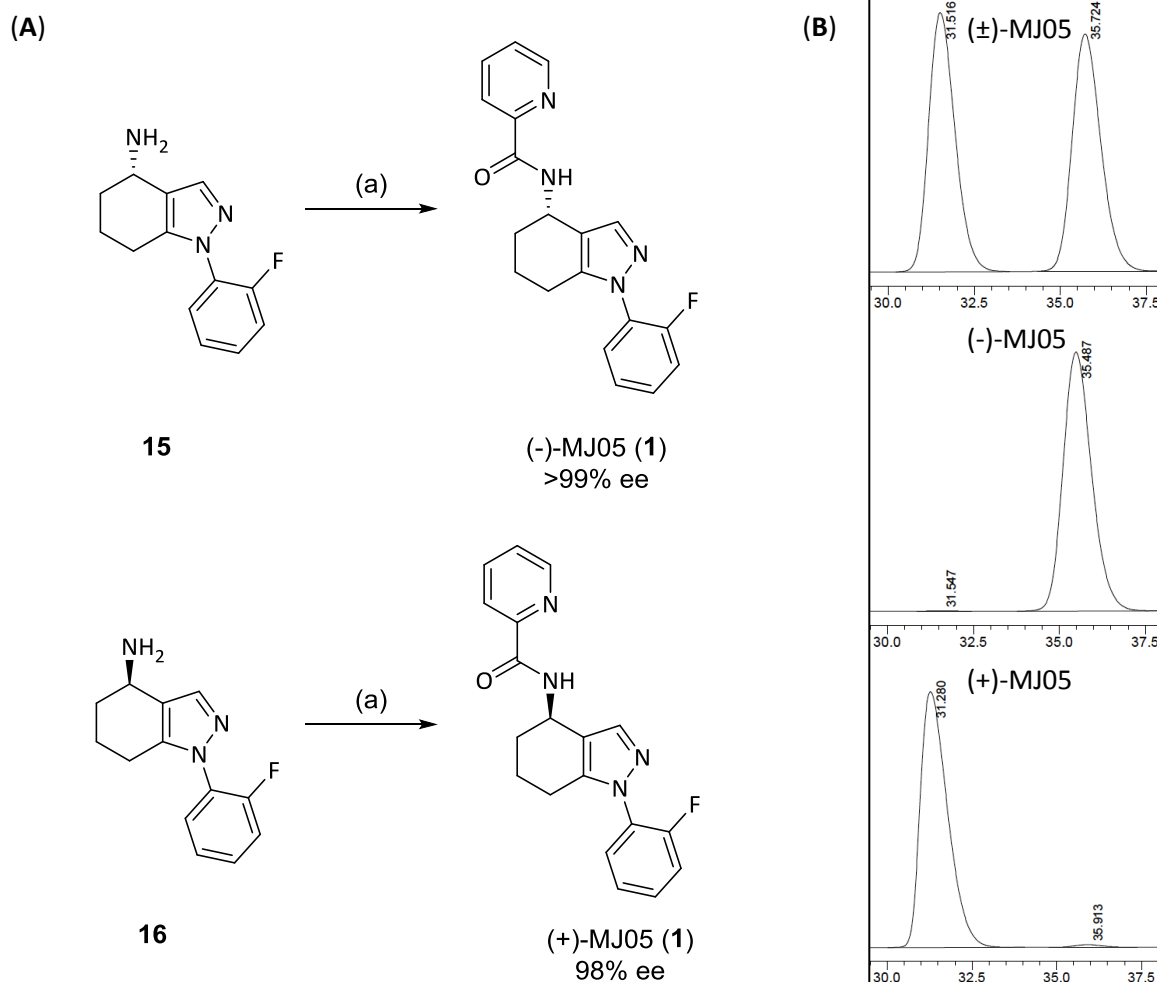 (A)
NH2
N
N
F
15
(a)
N
O
NH
N
N
F
(-)-MJ05 (1)
>99% ee
NH2
N
N
F
16
(a)
N
O
NH
N
N
F
(+)-MJ05 (1)
98% ee
(B)
31.516
(±)-MJ05
35.724
30.0 32.5 35.0 37.5
(-)-MJ05
35.487
31.547
30.0 32.5 35.0 37.5
31.280
(+)-MJ05
35.913
30.0 32.5 35.0 37.5